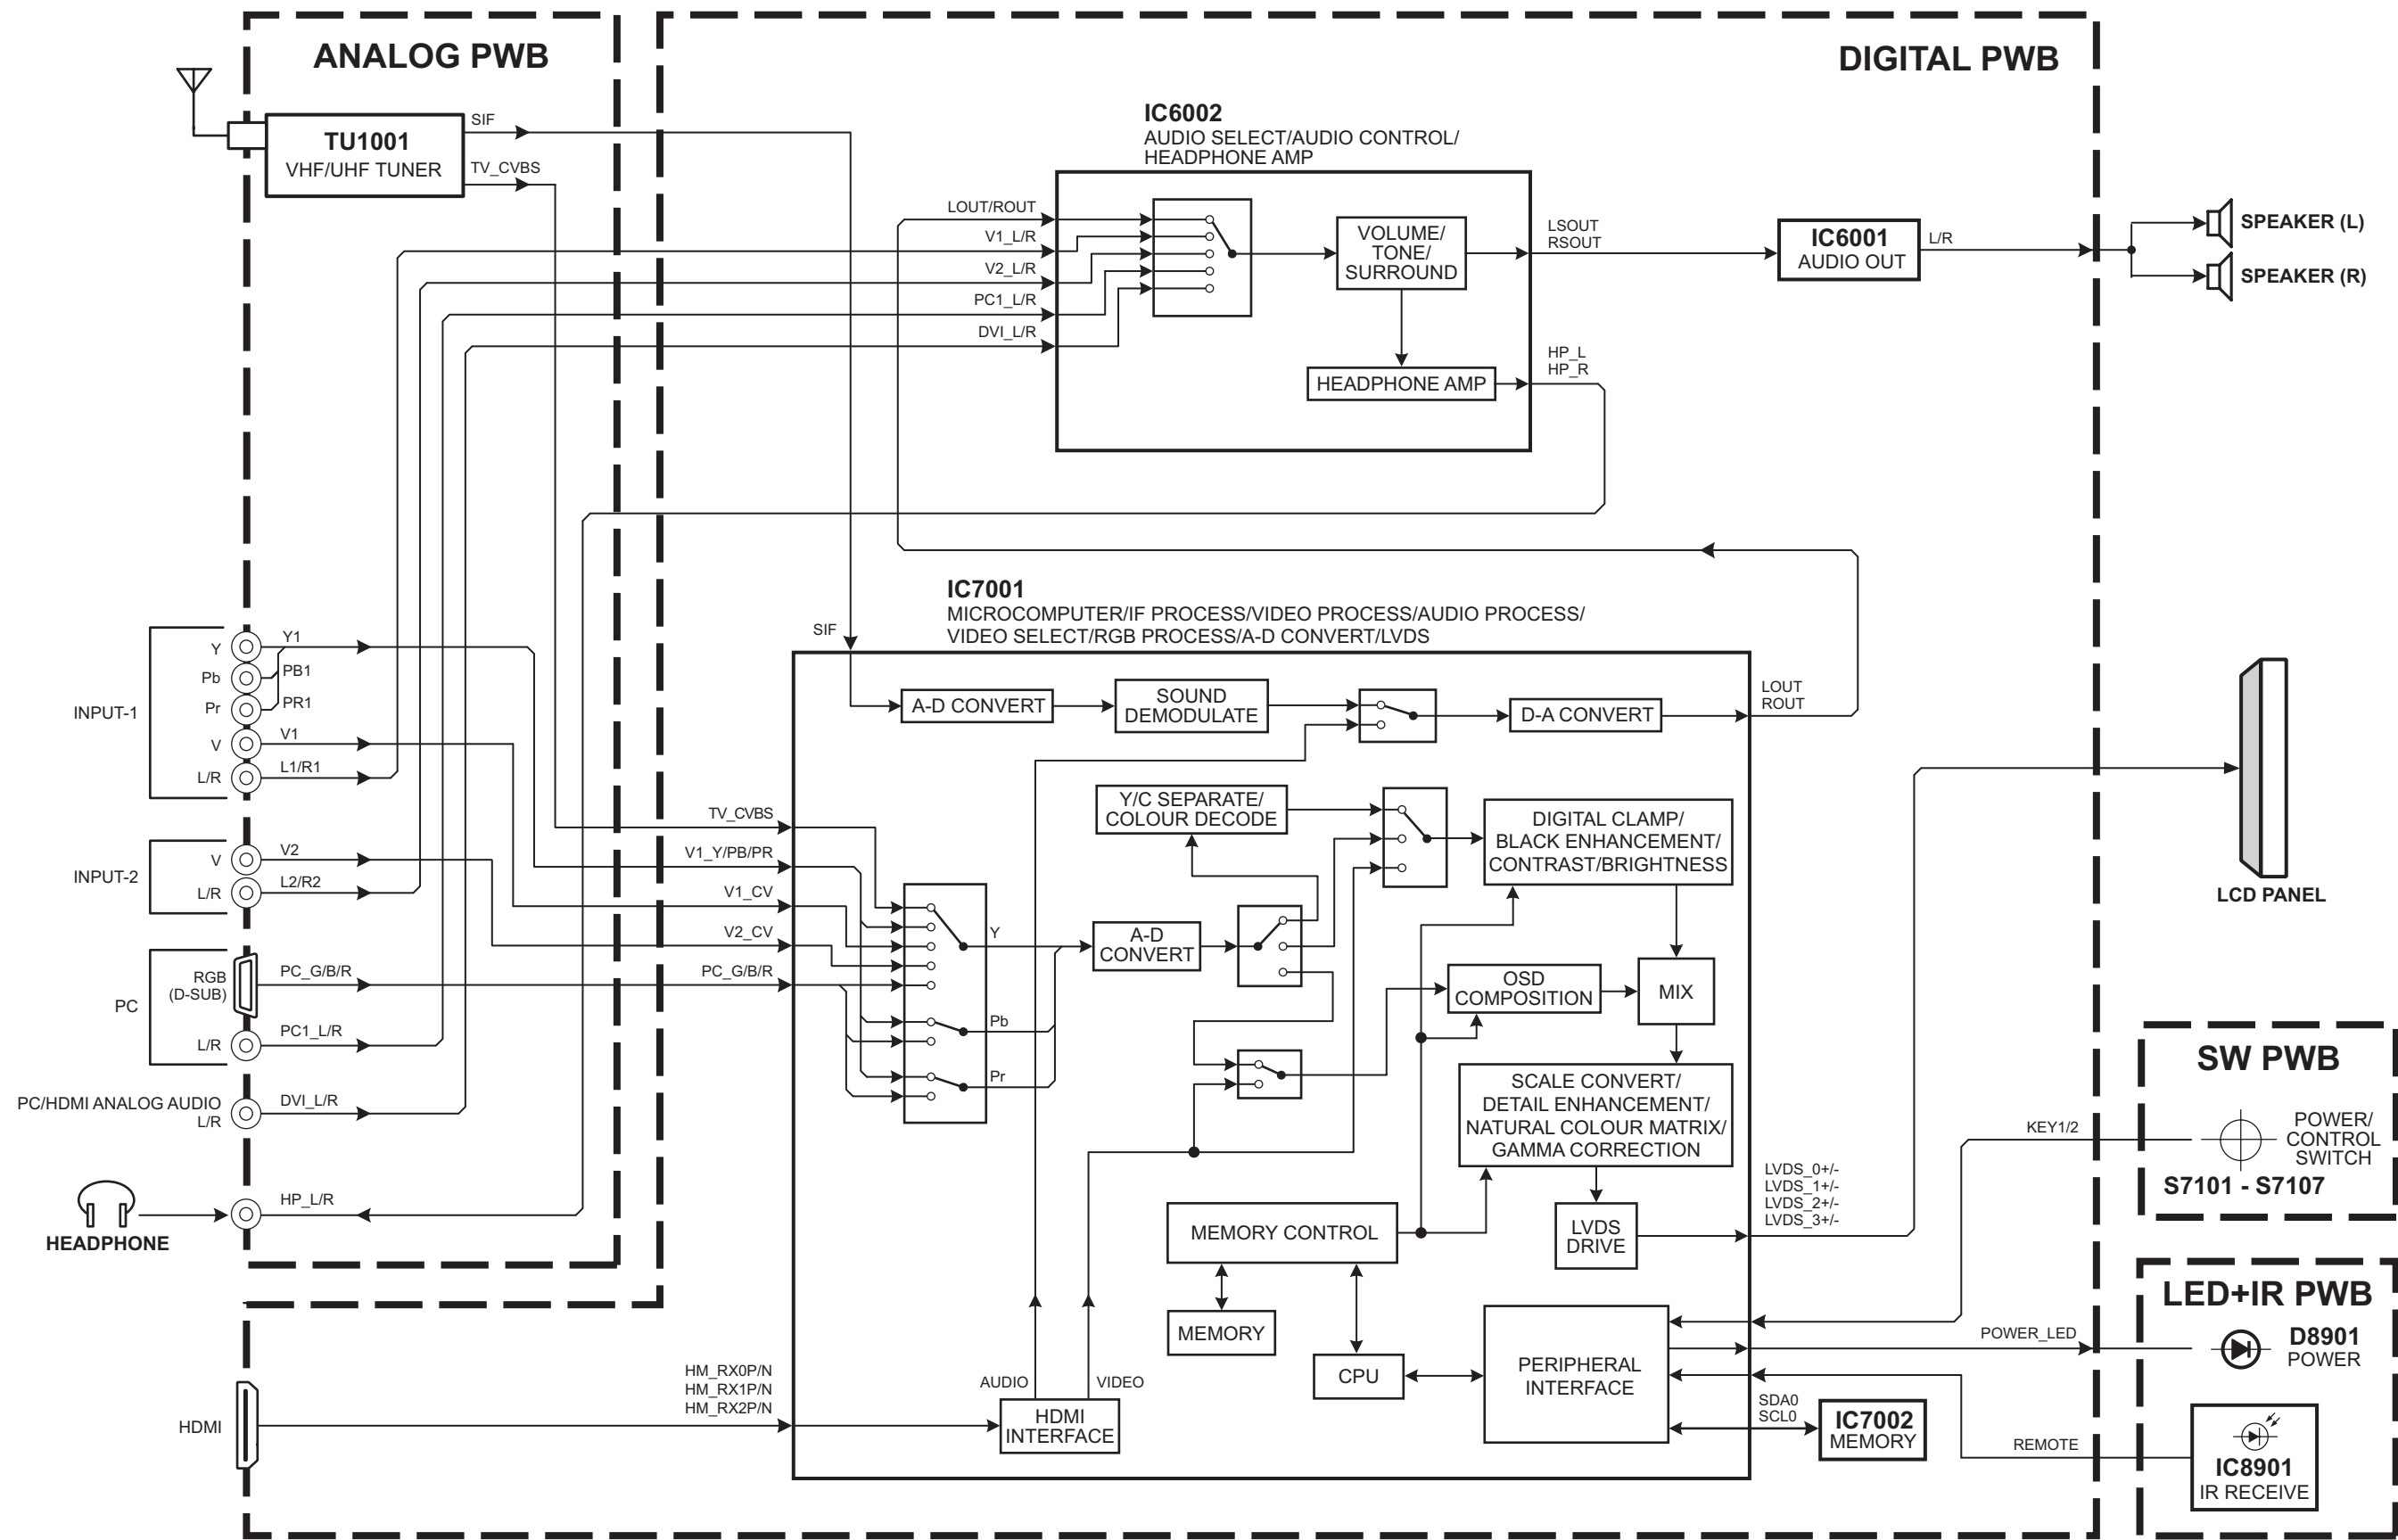 ANALOG PWB
DIGITAL PWB
TU1001
VHF/UHF TUNER
SIF
TV_CVBS
IC6002
AUDIO SELECT/AUDIO CONTROL/
HEADPHONE AMP
LOUT/ROUT
V1_L/R
V2_L/R
PC1_L/R
DVI_L/R
VOLUME/
TONE/
SURROUND
HEADPHONE AMP
LSOUT
RSOUT
HP_L
HP_R
IC6001
AUDIO OUT
L/R
SPEAKER (L)
SPEAKER (R)
INPUT-1
Y
Pb
Pr
V
L/R
Y1
PB1
PR1
V1
L1/R1
INPUT-2
V
L/R
V2
L2/R2
PC
RGB
(D-SUB)
L/R
PC_G/B/R
PC1_L/R
PC/HDMI ANALOG AUDIO
L/R
DVI_L/R
HEADPHONE
HP_L/R
HDMI
IC7001
MICROCOMPUTER/IF PROCESS/VIDEO PROCESS/AUDIO PROCESS/
VIDEO SELECT/RGB PROCESS/A-D CONVERT/LVDS
SIF
A-D CONVERT
SOUND
DEMODULATE
D-A CONVERT
LOUT
ROUT
TV_CVBS
V1_Y/PB/PR
V1_CV
V2_CV
PC_G/B/R
Y
Pb
Pr
A-D
CONVERT
Y/C SEPARATE/
COLOUR DECODE
DIGITAL CLAMP/
BLACK ENHANCEMENT/
CONTRAST/BRIGHTNESS
OSD
COMPOSITION
MIX
SCALE CONVERT/
DETAIL ENHANCEMENT/
NATURAL COLOUR MATRIX/
GAMMA CORRECTION
LVDS
DRIVE
LVDS_0+/-
LVDS_1+/-
LVDS_2+/-
LVDS_3+/-
MEMORY CONTROL
MEMORY
CPU
PERIPHERAL
INTERFACE
HM_RX0P/N
HM_RX1P/N
HM_RX2P/N
AUDIO
VIDEO
HDMI
INTERFACE
SDA0
SCL0
IC7002
MEMORY
LCD PANEL
SW PWB
KEY1/2
POWER/
CONTROL
SWITCH
S7101 - S7107
LED+IR PWB
POWER_LED
D8901
POWER
REMOTE
IC8901
IR RECEIVE